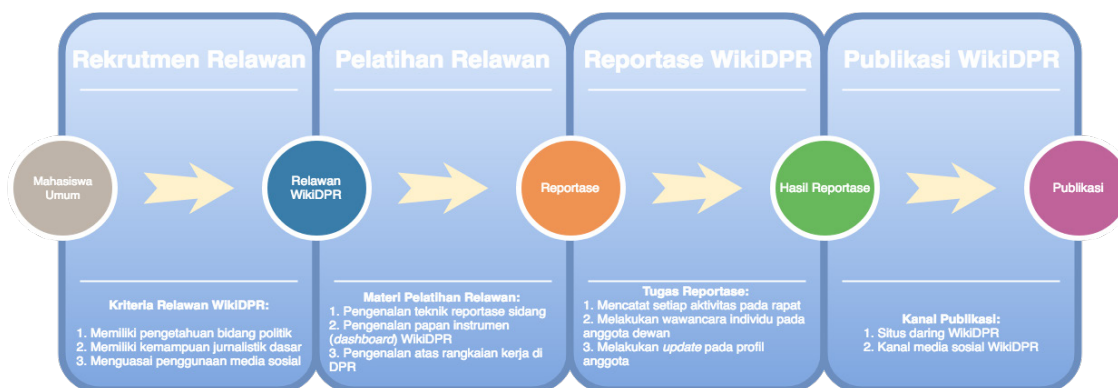 Rekrutmen Relawan
Pelatihan Relawan
Reportase WikiDPR
Publikasi WikiDPR
Mahasiswa
Umum
Relawan
WikiDPR
Reportase
Hasil Reportase
Publikasi
Kriteria Relawan WikiDPR:
1. Memiliki pengetahuan bidang politik
2. Memiliki kemampuan jurnalistik dasar
3. Menguasai penggunaan media sosial
Materi Pelatihan Relawan:
1. Pengenalan teknik reportase sidang
2. Pengenalan papan instrumen
(dashboard) WikiDPR
3. Pengenalan atas rangkaian kerja di
DPR
Tugas Reportase:
1. Mencatat setiap aktivitas pada rapat
2. Melakukan wawancara individu pada
anggota dewan
3. Melakukan update pada profil
anggota
Kanal Publikasi:
1. Situs daring WikiDPR
2. Kanal media sosial WikiDPR